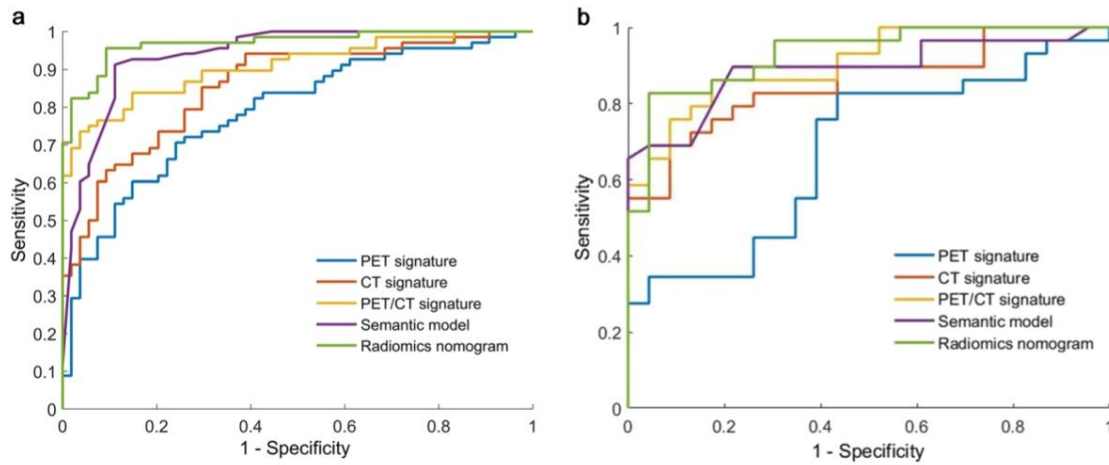 a
1
0.9
0.8
0.7
0.6
0.5
0.4
0.3
0.2
0.1
0
Sensitivity
PET signature
CT signature
PET/CT signature
Semantic model
Radiomics nomogram
0 0.2 0.4 0.6 0.8 1
1 - Specificity
b
1
0.8
0.6
0.4
0.2
0
Sensitivity
PET signature
CT signature
PET/CT signature
Semantic model
Radiomics nomogram
0 0.2 0.4 0.6 0.8 1
1 - Specificity